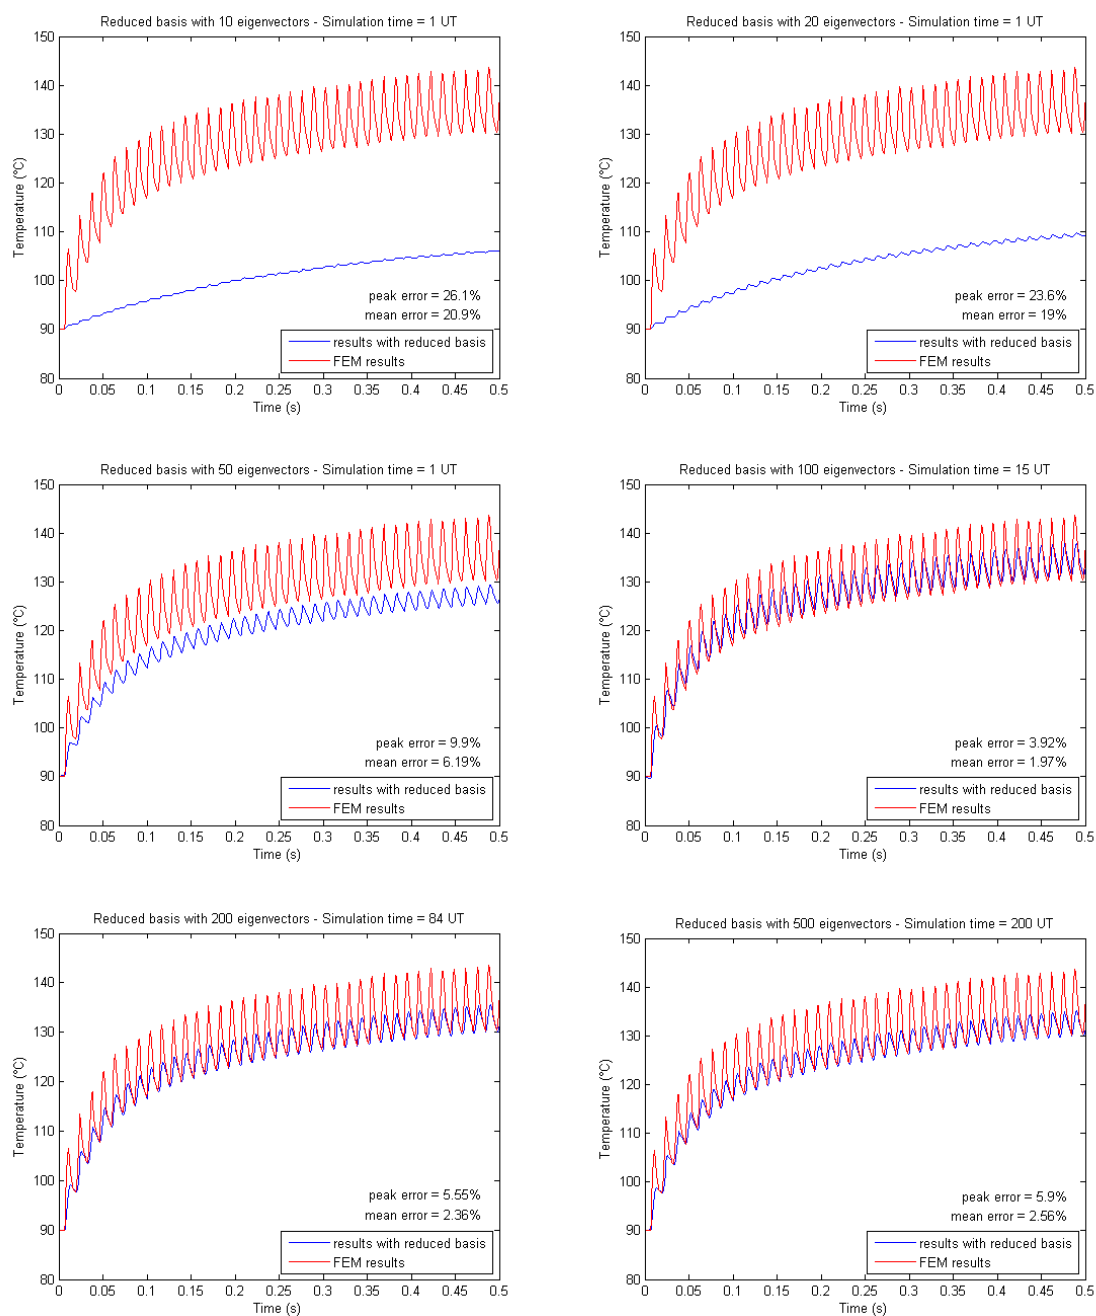 Reduced basis with 10 eigenvectors - Simulation time = 1 UT
150
140
130
120
110
100
90
80
Temperature (°C)
peak error = 26.1%
mean error = 20.9%
results with reduced basis
FEM results
0 0.05 0.1 0.15 0.2 0.25 0.3 0.35 0.4 0.45 0.5
Time (s)
Reduced basis with 20 eigenvectors - Simulation time = 1 UT
150
140
130
120
110
100
90
80
Temperature (°C)
peak error = 23.6%
mean error = 19%
results with reduced basis
FEM results
0 0.05 0.1 0.15 0.2 0.25 0.3 0.35 0.4 0.45 0.5
Time (s)
Reduced basis with 50 eigenvectors - Simulation time = 1 UT
150
140
130
120
110
100
90
80
Temperature (°C)
peak error = 9.9%
mean error = 6.19%
results with reduced basis
FEM results
0 0.05 0.1 0.15 0.2 0.25 0.3 0.35 0.4 0.45 0.5
Time (s)
Reduced basis with 100 eigenvectors - Simulation time = 15 UT
150
140
130
120
110
100
90
80
Temperature (°C)
peak error = 3.92%
mean error = 1.97%
results with reduced basis
FEM results
0 0.05 0.1 0.15 0.2 0.25 0.3 0.35 0.4 0.45 0.5
Time (s)
Reduced basis with 200 eigenvectors - Simulation time = 84 UT
150
140
130
120
110
100
90
80
Temperature (°C)
peak error = 5.55%
mean error = 2.36%
results with reduced basis
FEM results
0 0.05 0.1 0.15 0.2 0.25 0.3 0.35 0.4 0.45 0.5
Time (s)
Reduced basis with 500 eigenvectors - Simulation time = 200 UT
150
140
130
120
110
100
90
80
Temperature (°C)
peak error = 5.9%
mean error = 2.56%
results with reduced basis
FEM results
0 0.05 0.1 0.15 0.2 0.25 0.3 0.35 0.4 0.45 0.5
Time (s)